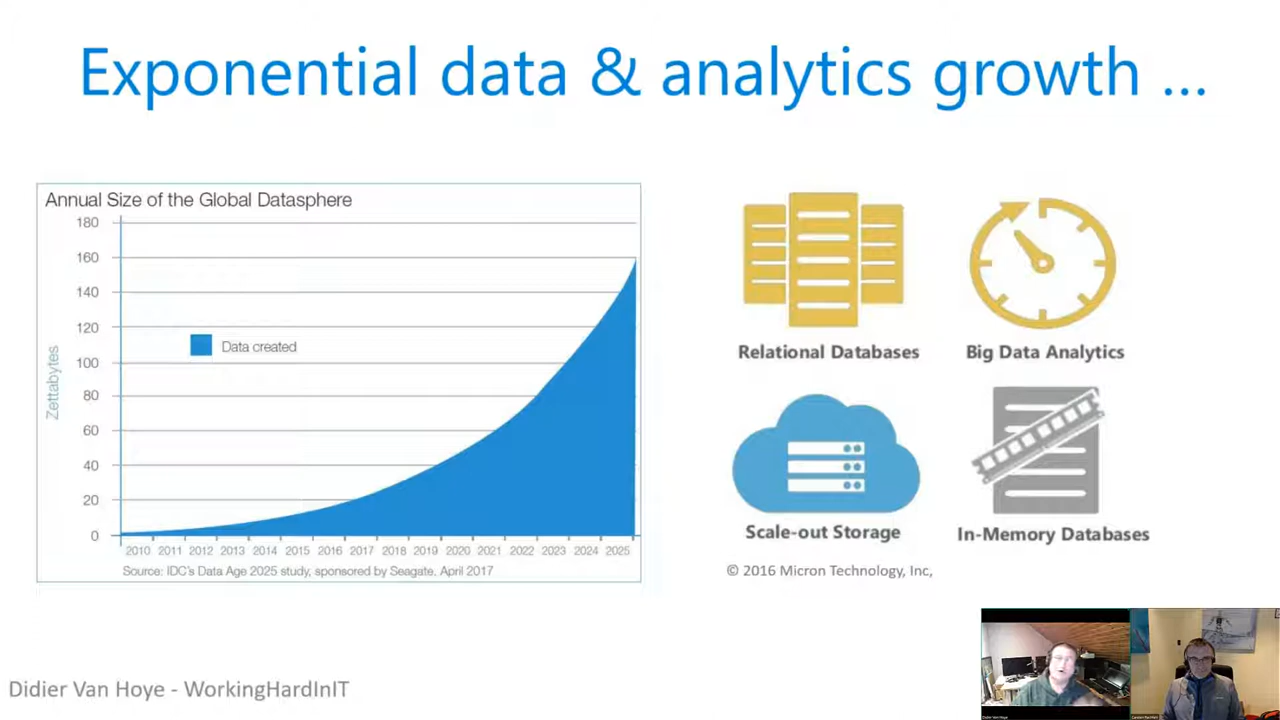 Exponential data & analytics growth ...
Annual Size of the Global Datasphere
180
160
140
120
100
80
60
40
20
0
Zettabytes
Data created
2010 2011 2012 2013 2014 2015 2016 2017 2018 2019 2020 2021 2022 2023 2024 2025
Source: IDC's Data Age 2025 study, sponsored by Seagate, April 2017
Relational Databases
Big Data Analytics
Scale-out Storage
In-Memory Databases
© 2016 Micron Technology, Inc,
Didier Van Hoye - WorkingHardInIT
Didier Van Hoye